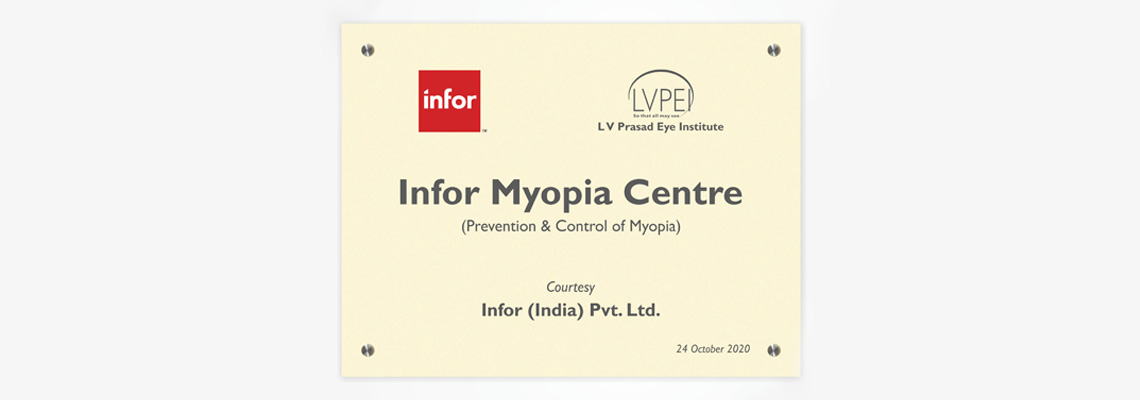 infor
™
LVPEI
So that all may see
L V Prasad Eye Institute
Infor Myopia Centre
(Prevention & Control of Myopia)
Courtesy
Infor (India) Pvt. Ltd.
24 October 2020